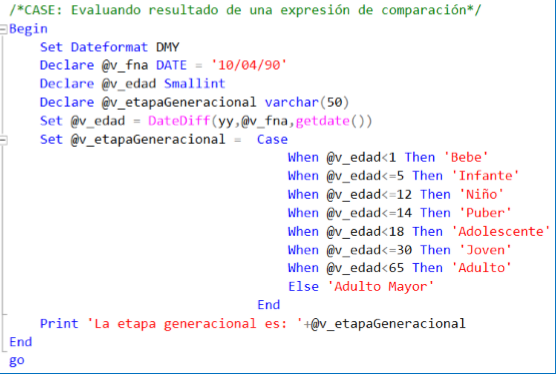 /*CASE: Evaluando resultado de una expresión de comparación*/
Begin
Set Dateformat DMY
Declare @v_fna DATE = '10/04/90'
Declare @v_edad Smallint
Declare @v_etapaGeneracional varchar(50)
Set @v_edad = DateDiff(yy,@v_fna,getdate())
Set @v_etapaGeneracional = Case
When @v_edad<1 Then 'Bebe'
When @v_edad<=5 Then 'Infante'
When @v_edad<=12 Then 'Niño'
When @v_edad<=14 Then 'Puber'
When @v_edad<18 Then 'Adolescente'
When @v_edad<=30 Then 'Joven'
When @v_edad<65 Then 'Adulto'
Else 'Adulto Mayor'
End
Print 'La etapa generacional es: '+@v_etapaGeneracional
End
go